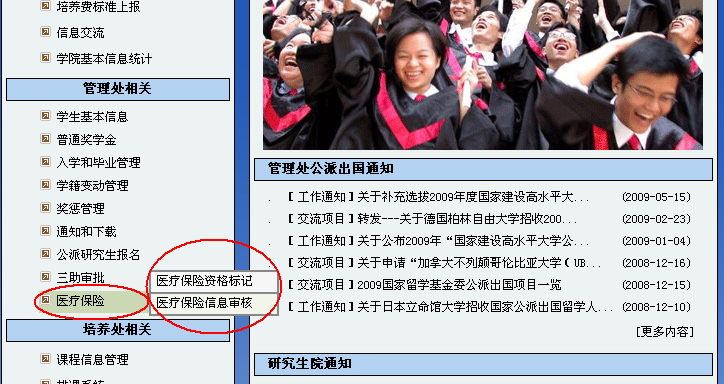 培养费标准上报
信息交流
学院基本信息统计
管理处相关
学生基本信息
普通奖学金
入学和毕业管理
学籍变动管理
奖惩管理
通知和下载
公派研究生报名
三助审批
医疗保险
医疗保险资格标记
医疗保险信息审核
培养处相关
课程信息管理
排课系统
管理处公派出国通知
. [ 工作通知 ] 关于补充选拔2009年度国家建设高水平大... (2009-05-15)
. [ 交流项目 ] 转发---关于德国柏林自由大学招收200... (2009-02-23)
. [ 工作通知 ] 关于公布2009年“国家建设高水平大学公... (2009-01-04)
. [ 交流项目 ] 关于申请“加拿大不列颠哥伦比亚大学（ UB... (2008-12-16)
. [ 交流项目 ] 2009国家留学基金委公派出国项目一览 (2008-12-15)
. [ 工作通知 ] 关于日本立命馆大学招收国家公派出国留学人... (2008-12-10)
[更多内容]
研究生院通知